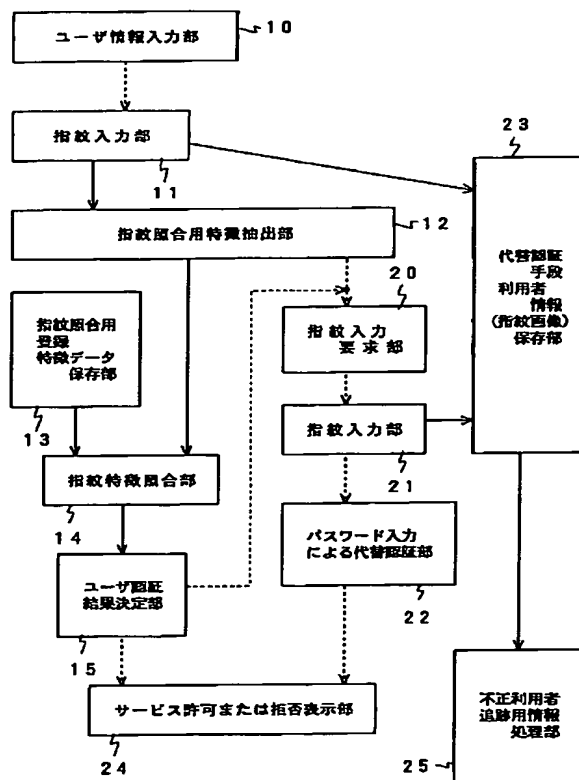 ユーザ情報入力部
10
指紋入力部
11
23
指紋照合用特徴抽出部
12
代替認証
手段
利用者
情報
(指紋画像)
保存部
20
指紋入力
要求部
指紋照合用
登録
特徴データ
保存部
13
指紋入力部
21
指紋特徴照合部
14
パスワード入力
による代替認証部
22
ユーザ認証
結果決定部
15
サービス許可または拒否表示部
24
不正利用者
追跡用情報
処理部
25